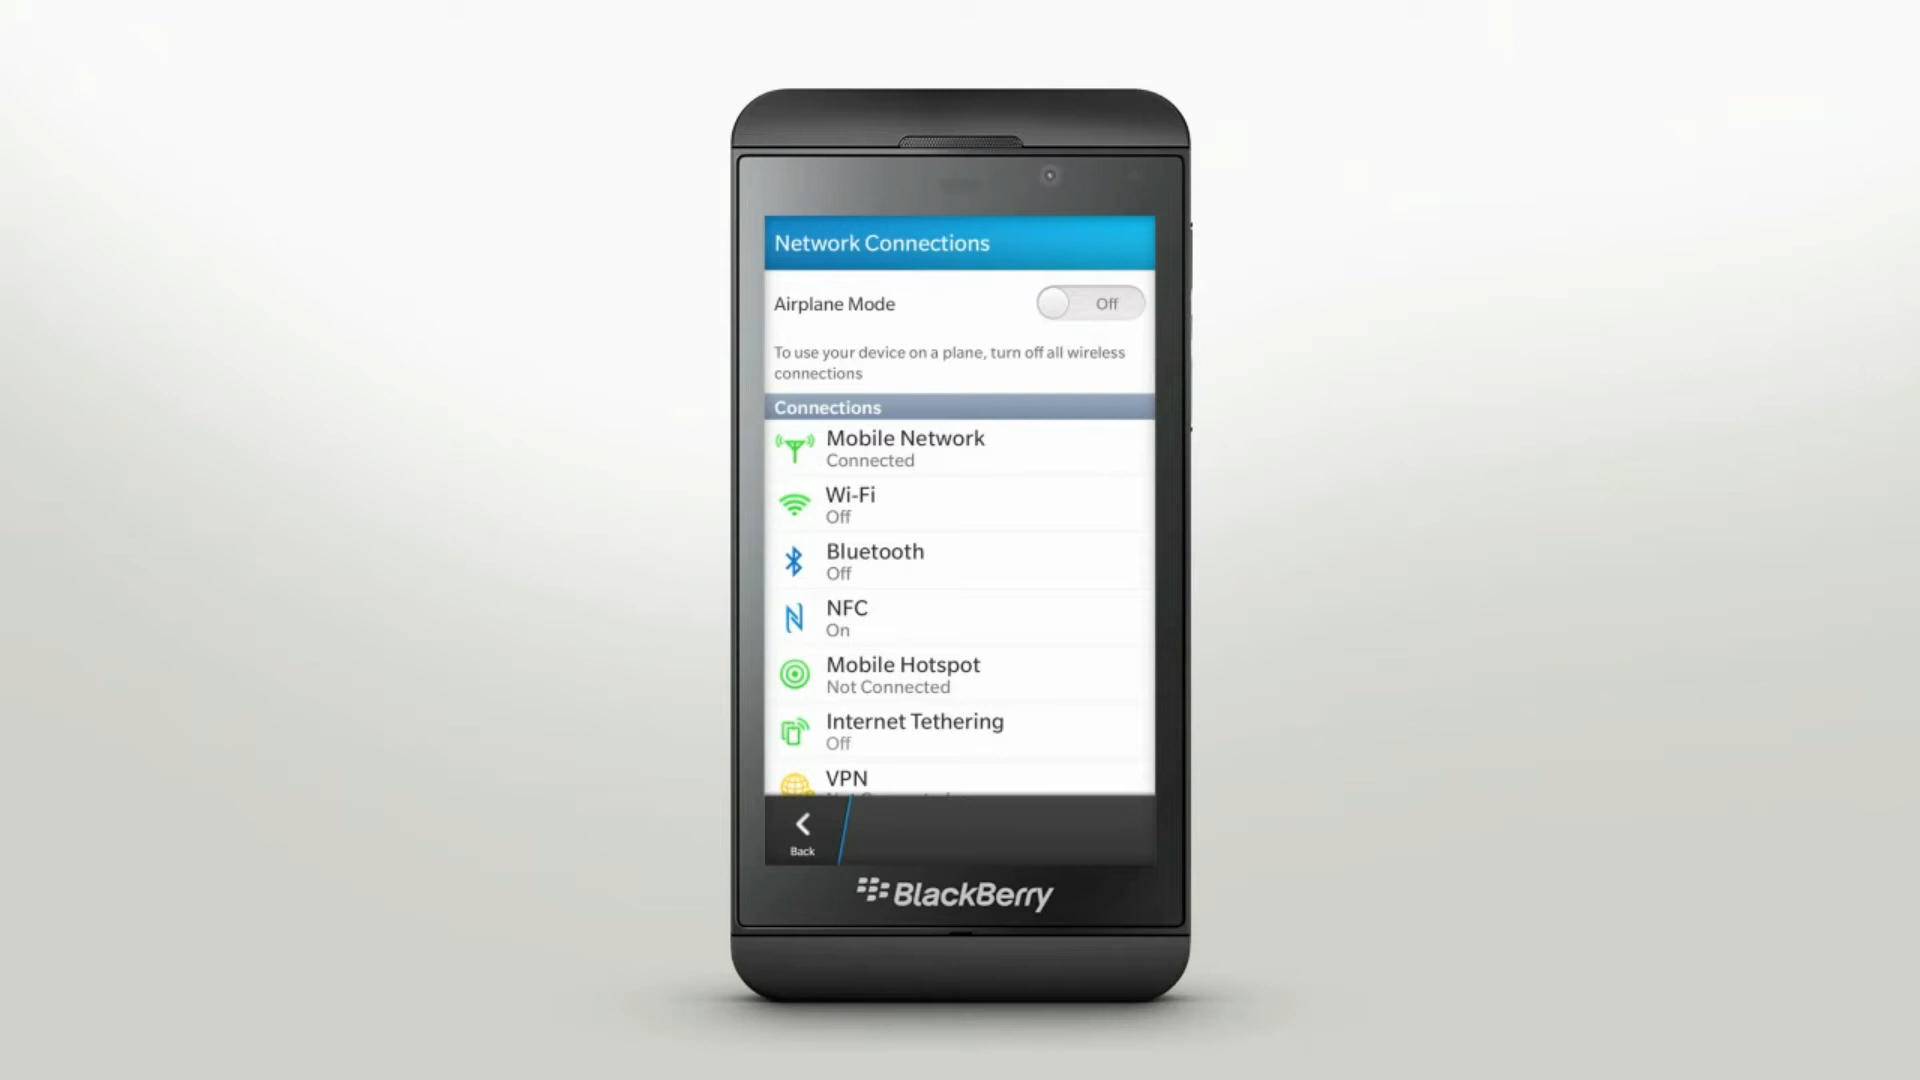 Network Connections
Airplane Mode
Off
To use your device on a plane, turn off all wireless
connections
Connections
Mobile Network
Connected
Wi-Fi
Off
Bluetooth
Off
NFC
On
Mobile Hotspot
Not Connected
Internet Tethering
Off
VPN
Back
BlackBerry